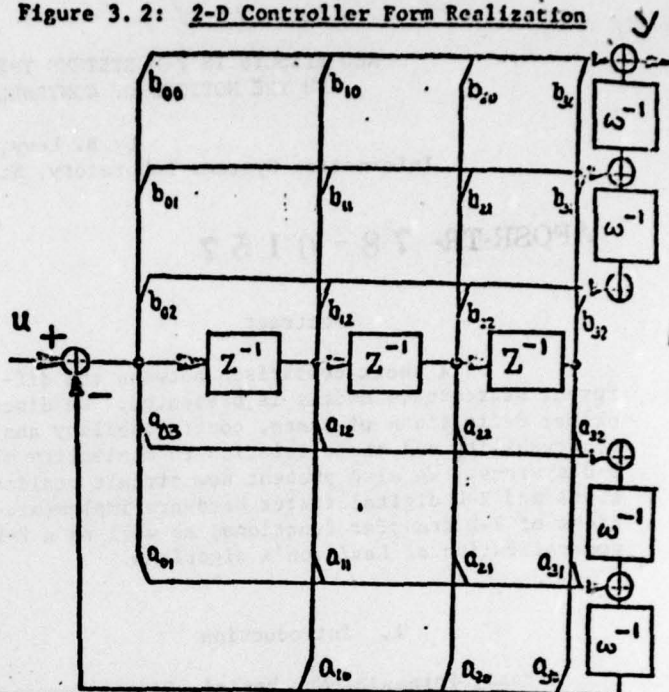 Figure 3.2: 2-D Controller Form Realization
y
b00 b10 b20 b30
ω⁻¹
b01 b11 b21 b31
ω⁻¹
b02 b12 b22 b32
u + Z⁻¹ Z⁻¹ Z⁻¹
−
a03 a12 a22 a32
ω⁻¹
a01 a11 a21 a31
ω⁻¹
a10 a20 a30